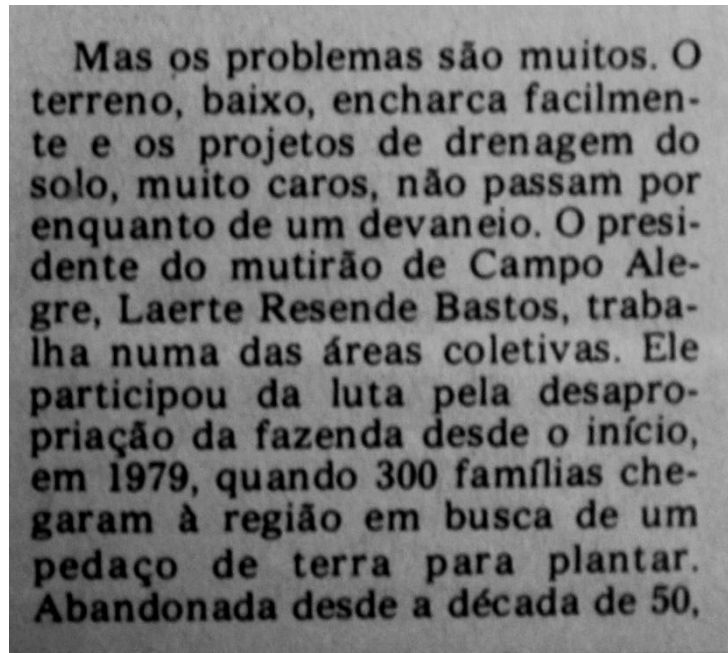 Mas os problemas são muitos. O
terreno, baixo, encharca facilmen-
te e os projetos de drenagem do
solo, muito caros, não passam por
enquanto de um devaneio. O presi-
dente do mutirão de Campo Ale-
gre, Laerte Resende Bastos, traba-
lha numa das áreas coletivas. Ele
participou da luta pela desapro-
priação da fazenda desde o início,
em 1979, quando 300 famílias che-
garam à região em busca de um
pedaço de terra para plantar.
Abandonada desde a década de 50,